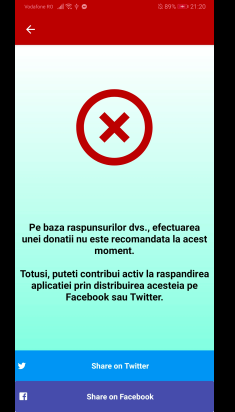 Vodafone RO 89% 21:20
Pe baza raspunsurilor dvs., efectuarea
unei donatii nu este recomandata la acest
moment.
Totusi, puteti contribui activ la raspandirea
aplicatiei prin distribuirea acesteia pe
Facebook sau Twitter.
Share on Twitter
Share on Facebook